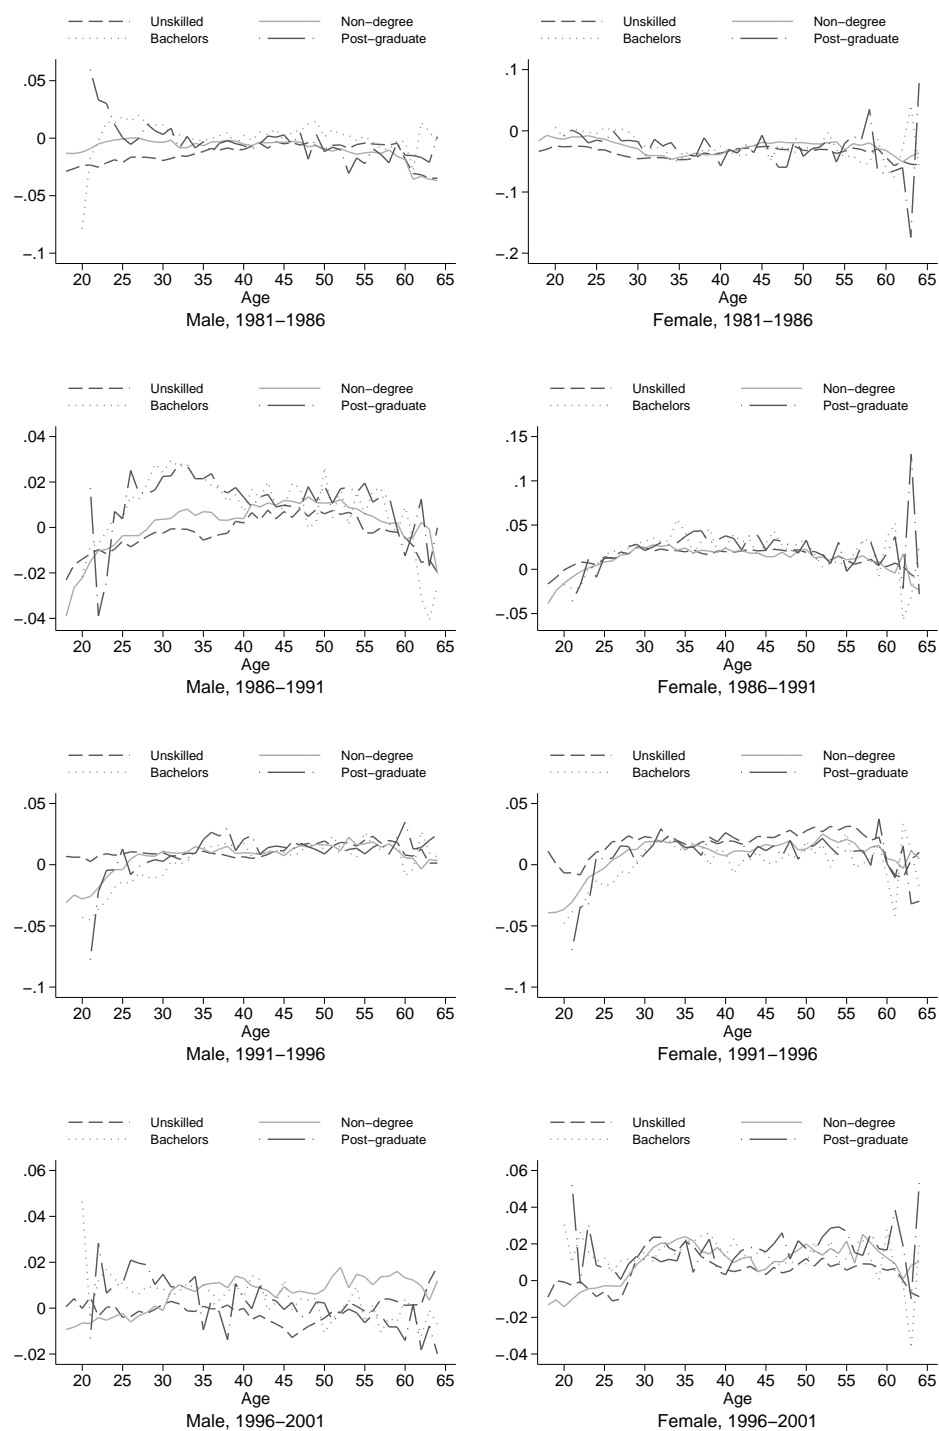 Unskilled Non−degree
Bachelors Post−graduate
.05
0
−.05
−.1
20 25 30 35 40 45 50 55 60 65
Age
Male, 1981−1986
Unskilled Non−degree
Bachelors Post−graduate
.1
0
−.1
−.2
20 25 30 35 40 45 50 55 60 65
Age
Female, 1981−1986
Unskilled Non−degree
Bachelors Post−graduate
.04
.02
0
−.02
−.04
20 25 30 35 40 45 50 55 60 65
Age
Male, 1986−1991
Unskilled Non−degree
Bachelors Post−graduate
.15
.1
.05
0
−.05
20 25 30 35 40 45 50 55 60 65
Age
Female, 1986−1991
Unskilled Non−degree
Bachelors Post−graduate
.05
0
−.05
−.1
20 25 30 35 40 45 50 55 60 65
Age
Male, 1991−1996
Unskilled Non−degree
Bachelors Post−graduate
.05
0
−.05
−.1
20 25 30 35 40 45 50 55 60 65
Age
Female, 1991−1996
Unskilled Non−degree
Bachelors Post−graduate
.06
.04
.02
0
−.02
20 25 30 35 40 45 50 55 60 65
Age
Male, 1996−2001
Unskilled Non−degree
Bachelors Post−graduate
.06
.04
.02
0
−.02
−.04
20 25 30 35 40 45 50 55 60 65
Age
Female, 1996−2001